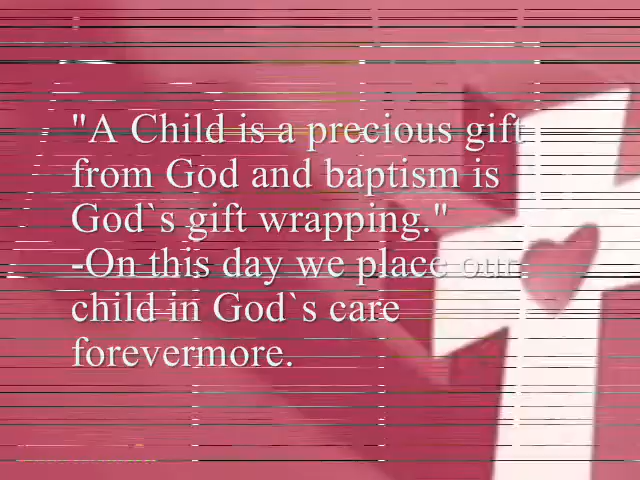 "A Child is a precious gift
from God and baptism is
God`s gift wrapping."
-On this day we place our
child in God`s care
forevermore.